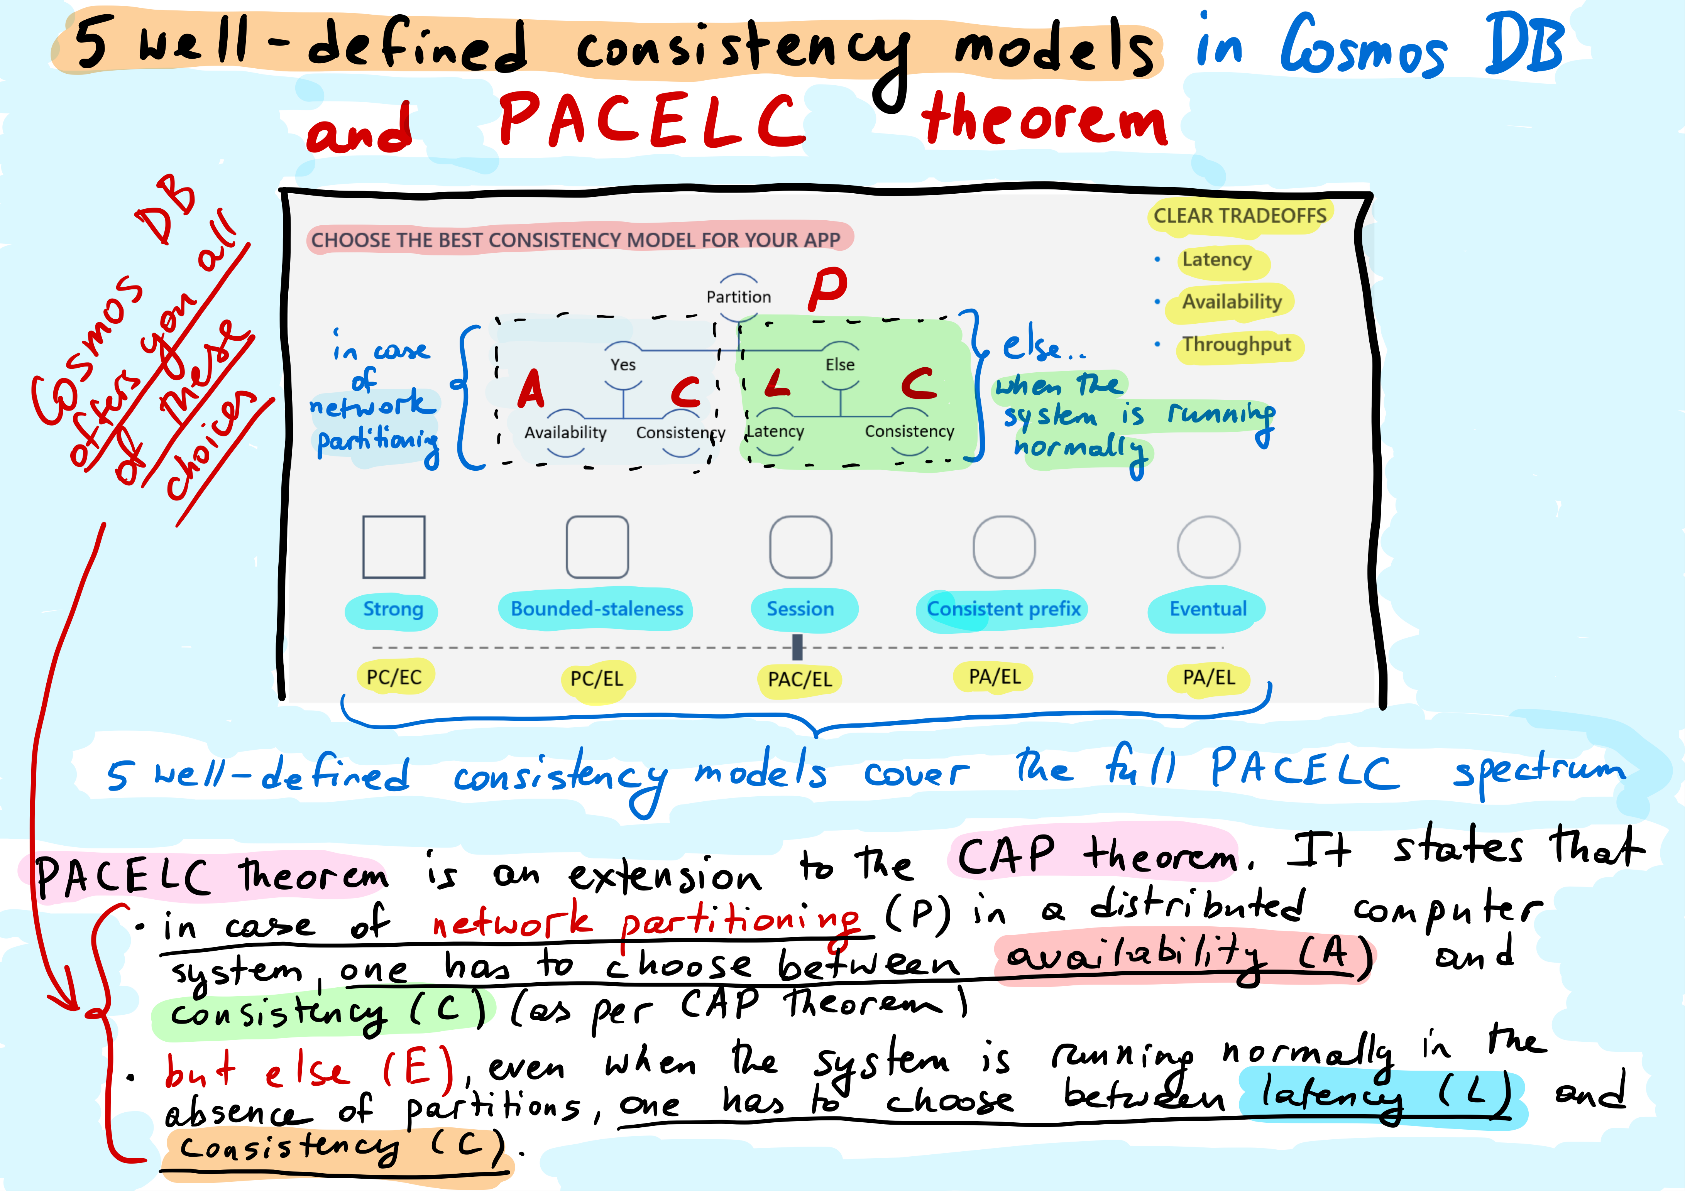 5 well-defined consistency models in Cosmos DB
and PACELC theorem
Cosmos DB
offers you all
of these
choices
CHOOSE THE BEST CONSISTENCY MODEL FOR YOUR APP
CLEAR TRADEOFFS
• Latency
• Availability
• Throughput
Partition P
in case
of
network
partitioning
Yes
A C
Availability Consistency
Else
L C
Latency Consistency
else..
when the
system is running
normally
Strong Bounded-staleness Session Consistent prefix Eventual
PC/EC PC/EL PAC/EL PA/EL PA/EL
5 well-defined consistency models cover the full PACELC spectrum
PACELC theorem is an extension to the CAP theorem. It states that
• in case of network partitioning (P) in a distributed computer
system, one has to choose between availability (A) and
consistency (C) (as per CAP theorem)
• but else (E), even when the system is running normally in the
absence of partitions, one has to choose between latency (L) and
consistency (C).